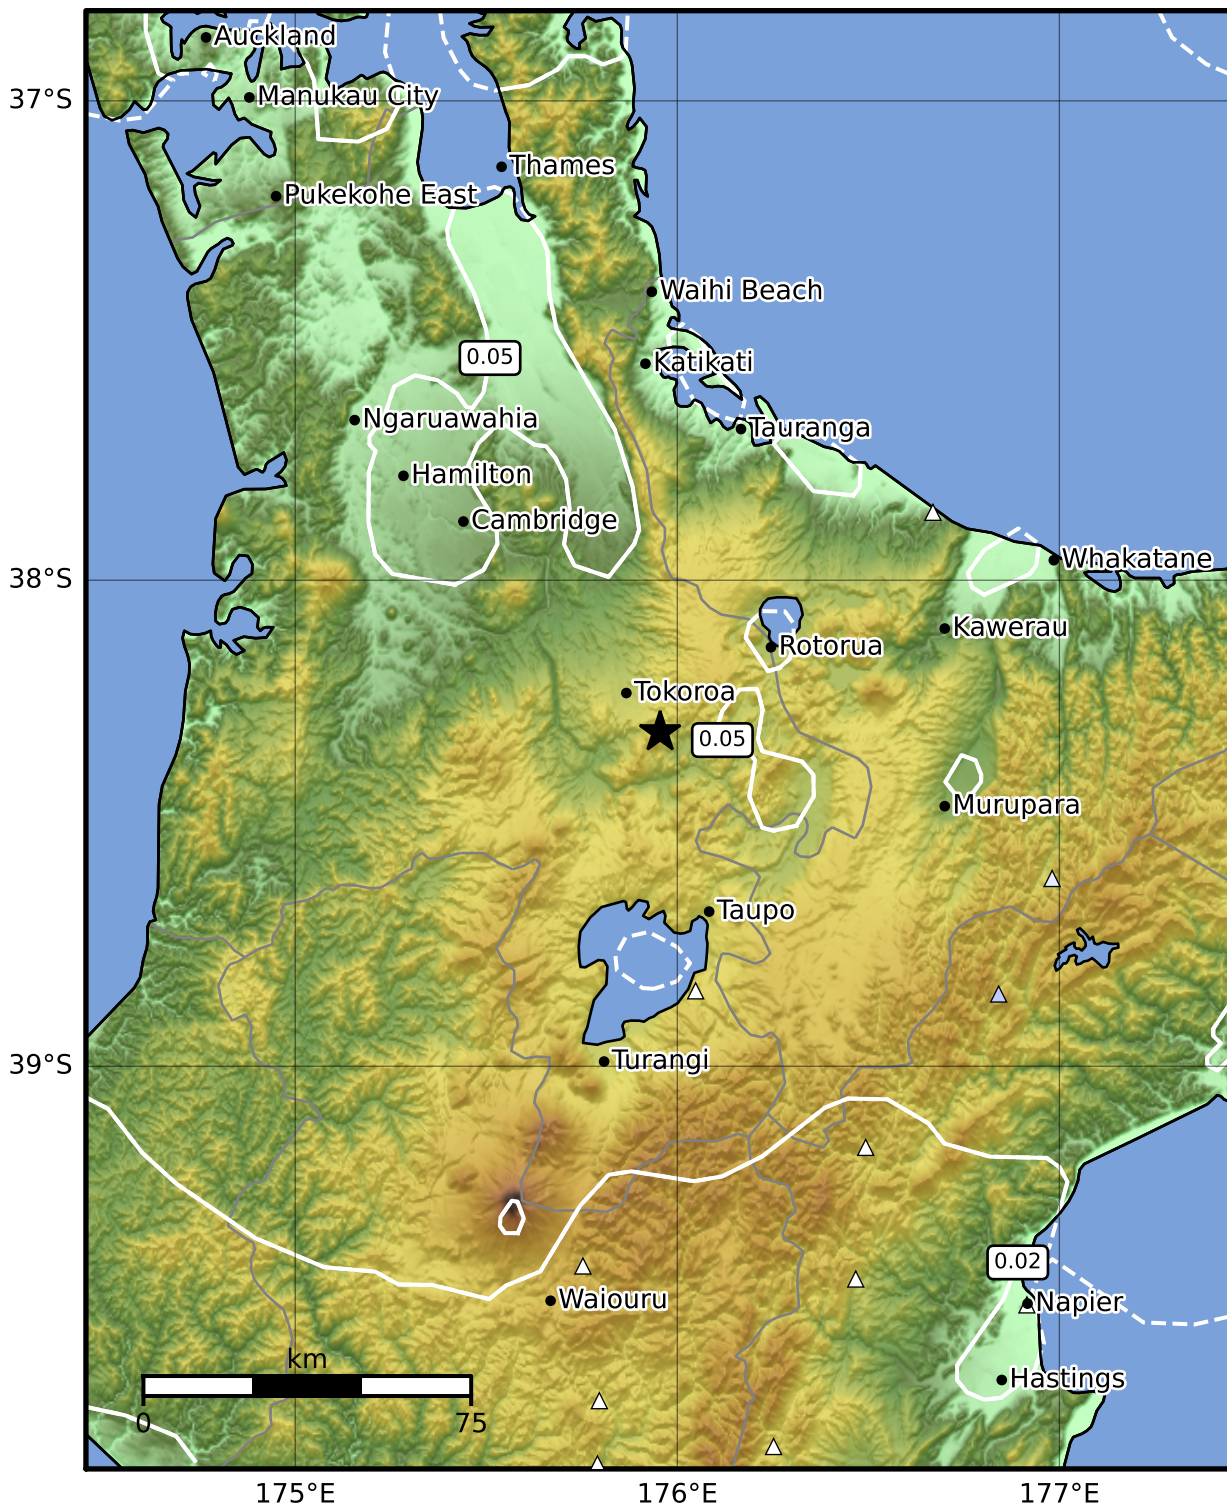 Auckland
37°S
Manukau City
Thames
Pukekohe East
Waihi Beach
0.05
Katikati
Ngaruawahia
Tauranga
Hamilton
Cambridge
Whakatane
38°S
Kawerau
Rotorua
Tokoroa
0.05
Murupara
Taupo
39°S
Turangi
0.02
Waiouru
Napier
km
Hastings
0 75
175°E 176°E 177°E